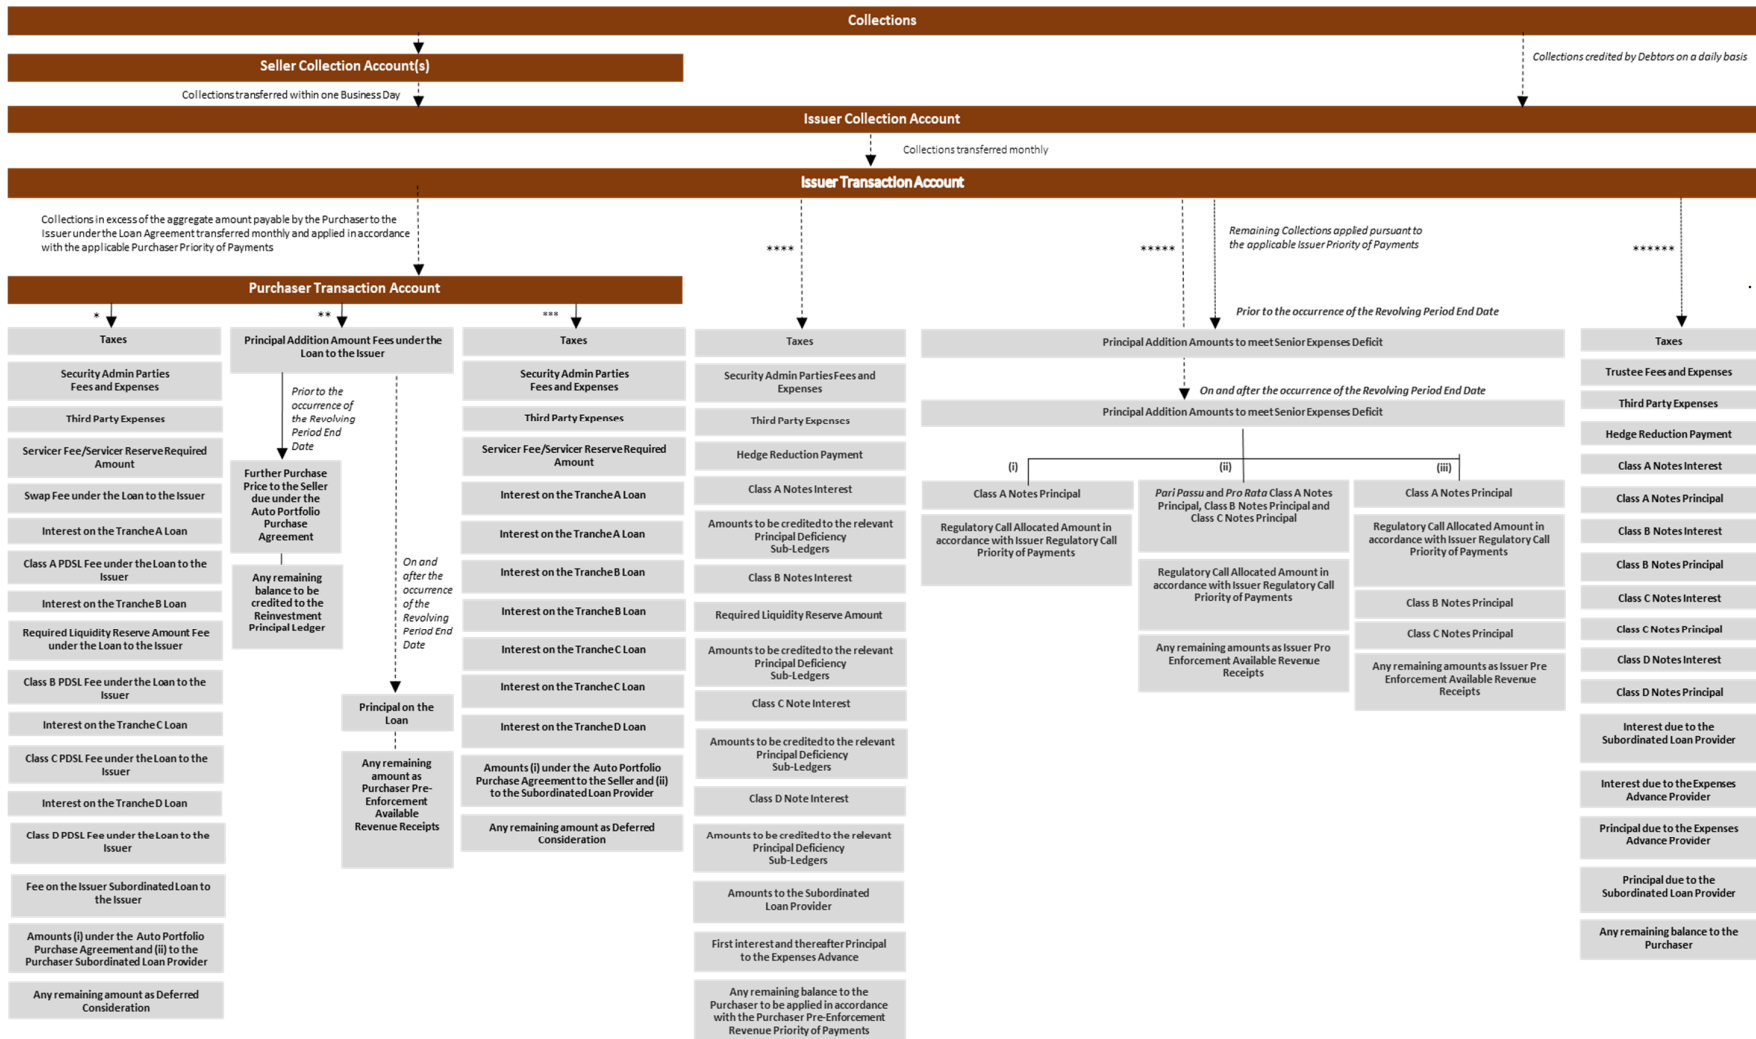 Collections
Seller Collection Account(s)
Collections credited by Debtors on a daily basis
Collections transferred within one Business Day
Issuer Collection Account
Collections transferred monthly
Issuer Transaction Account
Collections in excess of the aggregate amount payable by the Purchaser to the
Issuer under the Loan Agreement transferred monthly and applied in accordance
with the applicable Purchaser Priority of Payments
****
*****
Remaining Collections applied pursuant to
the applicable Issuer Priority of Payments
******
Purchaser Transaction Account
*
Taxes
Security Admin Parties
Fees and Expenses
Third Party Expenses
Servicer Fee/Servicer Reserve Required
Amount
Swap Fee under the Loan to the Issuer
Interest on the Tranche A Loan
Class A PDSL Fee under the Loan to the
Issuer
Interest on the Tranche B Loan
Required Liquidity Reserve Amount Fee
under the Loan to the Issuer
Class B PDSL Fee under the Loan to the
Issuer
Interest on the Tranche C Loan
Class C PDSL Fee under the Loan to the
Issuer
Interest on the Tranche D Loan
Class D PDSL Fee under the Loan to the
Issuer
Fee on the Issuer Subordinated Loan to
the Issuer
Amounts (i) under the Auto Portfolio
Purchase Agreement and (ii) to the
Purchaser Subordinated Loan Provider
Any remaining amount as Deferred
Consideration
**
Principal Addition Amount Fees under the
Loan to the Issuer
Prior to the
occurrence of
the Revolving
Period End
Date
Further Purchase
Price to the Seller
due under the
Auto Portfolio
Purchase
Agreement
Any remaining
balance to be
credited to the
Reinvestment
Principal Ledger
On and
after the
occurrence
of the
Revolving
Period End
Date
Principal on the
Loan
Any remaining
amount as
Purchaser Pre-
Enforcement
Available
Revenue Receipts
***
Taxes
Security Admin Parties
Fees and Expenses
Third Party Expenses
Servicer Fee/Servicer Reserve Required
Amount
Interest on the Tranche A Loan
Interest on the Tranche A Loan
Interest on the Tranche B Loan
Interest on the Tranche B Loan
Interest on the Tranche C Loan
Interest on the Tranche C Loan
Interest on the Tranche D Loan
Amounts (i) under the Auto Portfolio
Purchase Agreement to the Seller and (ii)
to the Subordinated Loan Provider
Any remaining amount as Deferred
Consideration
Taxes
Security Admin Parties Fees and
Expenses
Third Party Expenses
Hedge Reduction Payment
Class A Notes Interest
Amounts to be credited to the relevant
Principal Deficiency
Sub-Ledgers
Class B Notes Interest
Required Liquidity Reserve Amount
Amounts to be credited to the relevant
Principal Deficiency
Sub-Ledgers
Class C Note Interest
Amounts to be credited to the relevant
Principal Deficiency
Sub-Ledgers
Class D Note Interest
Amounts to be credited to the relevant
Principal Deficiency
Sub-Ledgers
Amounts to the Subordinated
Loan Provider
First interest and thereafter Principal
to the Expenses Advance
Any remaining balance to the
Purchaser to be applied in accordance
with the Purchaser Pre-Enforcement
Revenue Priority of Payments
Prior to the occurrence of the Revolving Period End Date
Principal Addition Amounts to meet Senior Expenses Deficit
On and after the occurrence of the Revolving Period End Date
Principal Addition Amounts to meet Senior Expenses Deficit
(i)
Class A Notes Principal
Regulatory Call Allocated Amount in
accordance with Issuer Regulatory Call
Priority of Payments
(ii)
Pari Passu and Pro Rata Class A Notes
Principal, Class B Notes Principal and
Class C Notes Principal
Regulatory Call Allocated Amount in
accordance with Issuer Regulatory Call
Priority of Payments
Any remaining amounts as Issuer Pro
Enforcement Available Revenue
Receipts
(iii)
Class A Notes Principal
Regulatory Call Allocated Amount in
accordance with Issuer Regulatory Call
Priority of Payments
Class B Notes Principal
Class C Notes Principal
Any remaining amounts as Issuer Pre
Enforcement Available Revenue
Receipts
Taxes
Trustee Fees and Expenses
Third Party Expenses
Hedge Reduction Payment
Class A Notes Interest
Class A Notes Principal
Class B Notes Interest
Class B Notes Principal
Class C Notes Interest
Class C Notes Principal
Class D Notes Interest
Class D Notes Principal
Interest due to the
Subordinated Loan Provider
Interest due to the Expenses
Advance Provider
Principal due to the Expenses
Advance Provider
Principal due to the
Subordinated Loan Provider
Any remaining balance to the
Purchaser